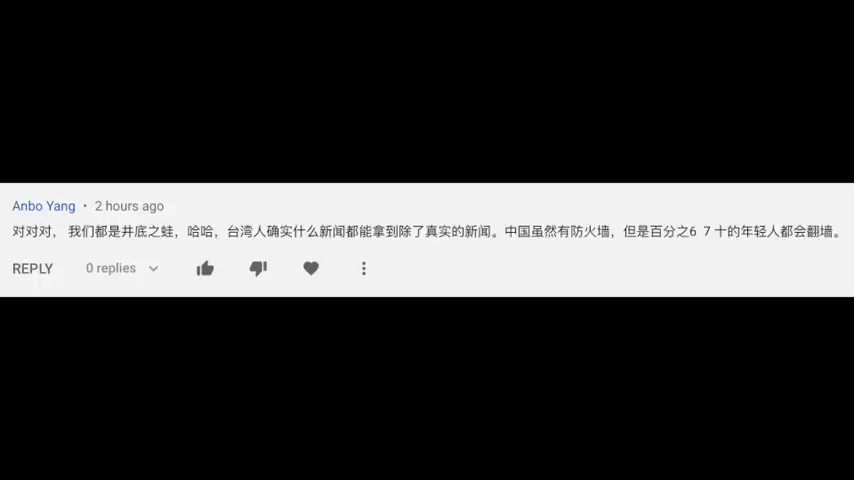 Anbo Yang • 2 hours ago
对对对， 我们都是井底之蛙，哈哈，台湾人确实什么新闻都能拿到除了真实的新闻。中国虽然有防火墙，但是百分之6 7 十的年轻人都会翻墙。
REPLY 0 replies